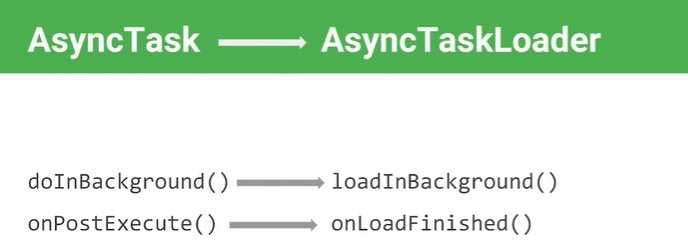 AsyncTask AsyncTaskLoader
doInBackground() loadInBackground()
onPostExecute() onLoadFinished()